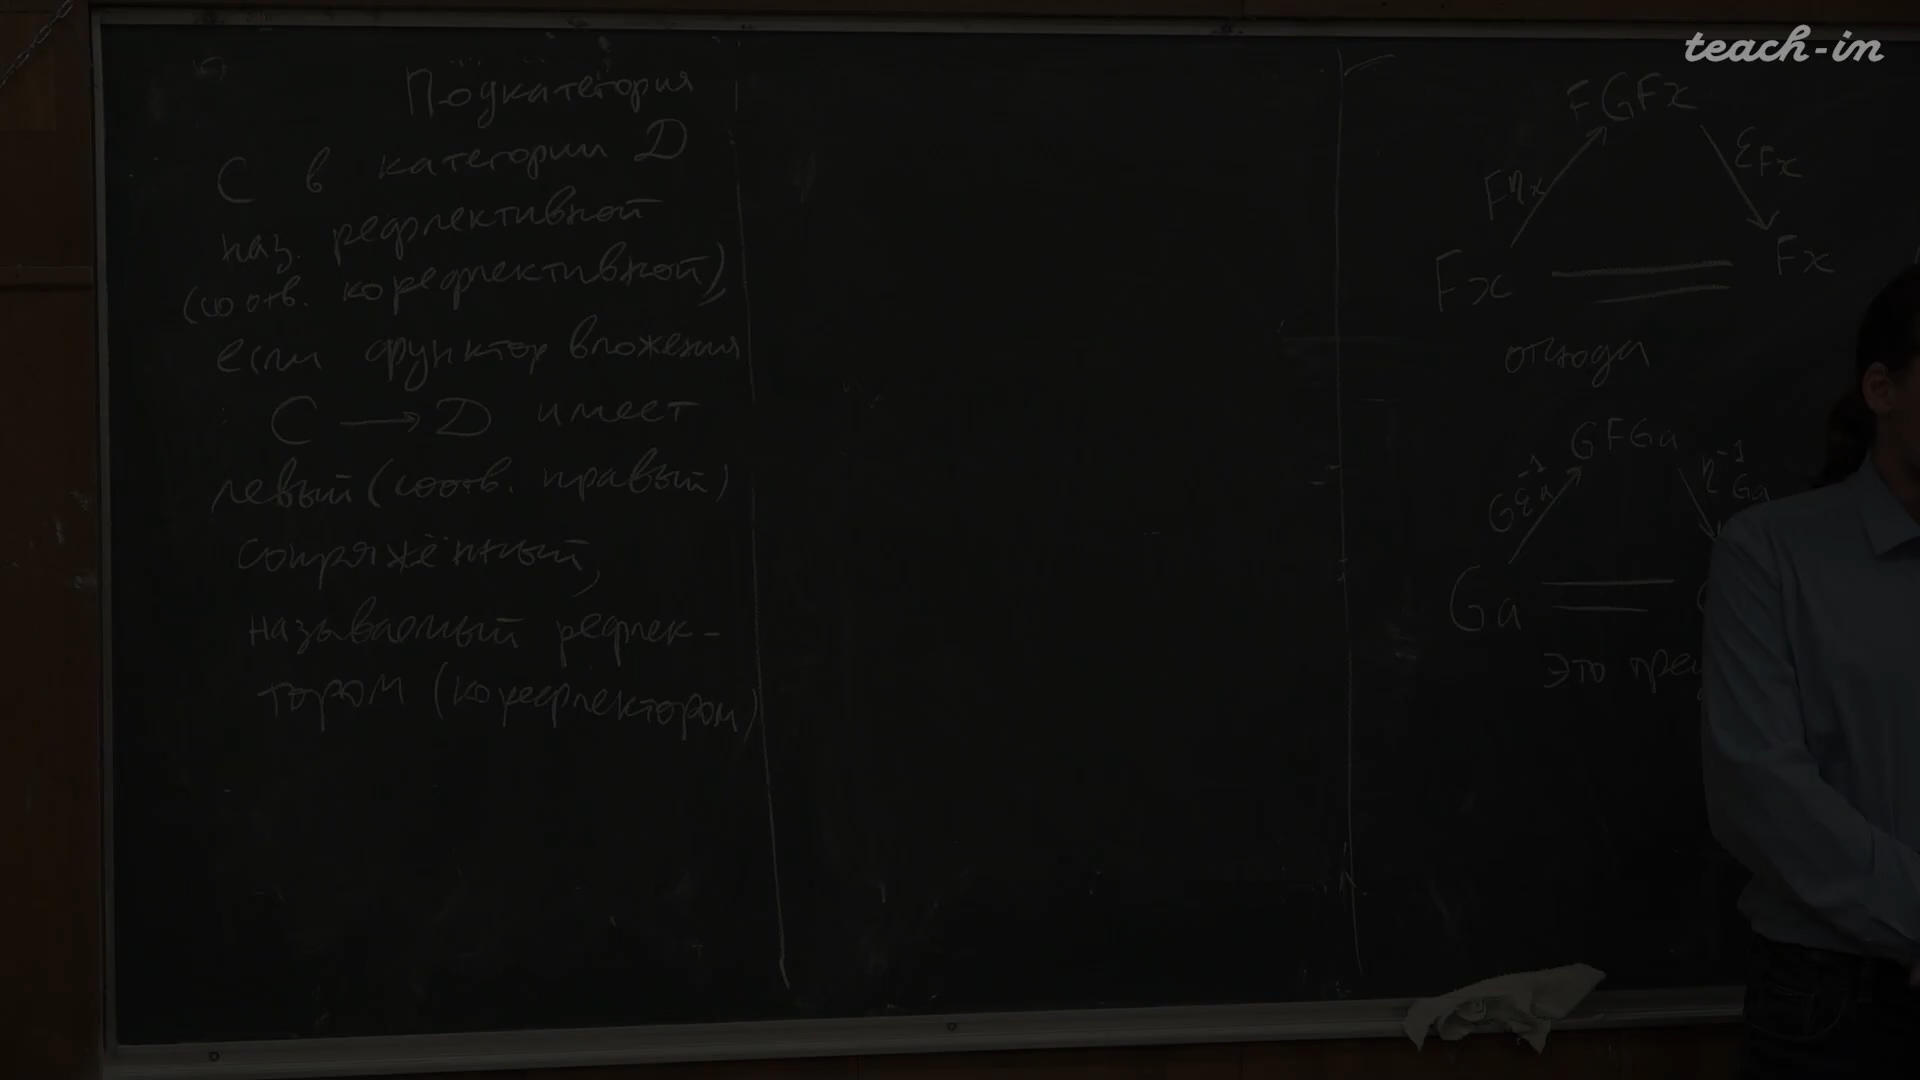 teach-in
Подкатегория
C в категории D
наз. рефлективной
(соотв. корефлективной),
если функтор вложения
C → D имеет
левый (соотв. правый)
сопряжённый,
называемый рефлек-
тором (корефлектором)
FGFx
Fηx
εFx
Fx = Fx
отсюда
GFGa
Gεa⁻¹
η⁻¹Ga
Ga =
это